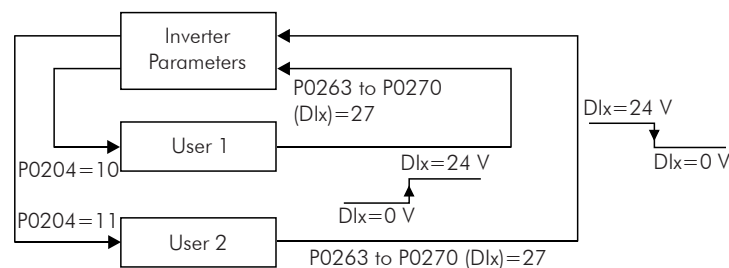 Inverter
Parameters
P0263 to P0270
(DIx)=27
DIx=24 V
DIx=0 V
User 1
P0204=10
DIx=24 V
DIx=0 V
P0204=11
User 2
P0263 to P0270 (DIx)=27